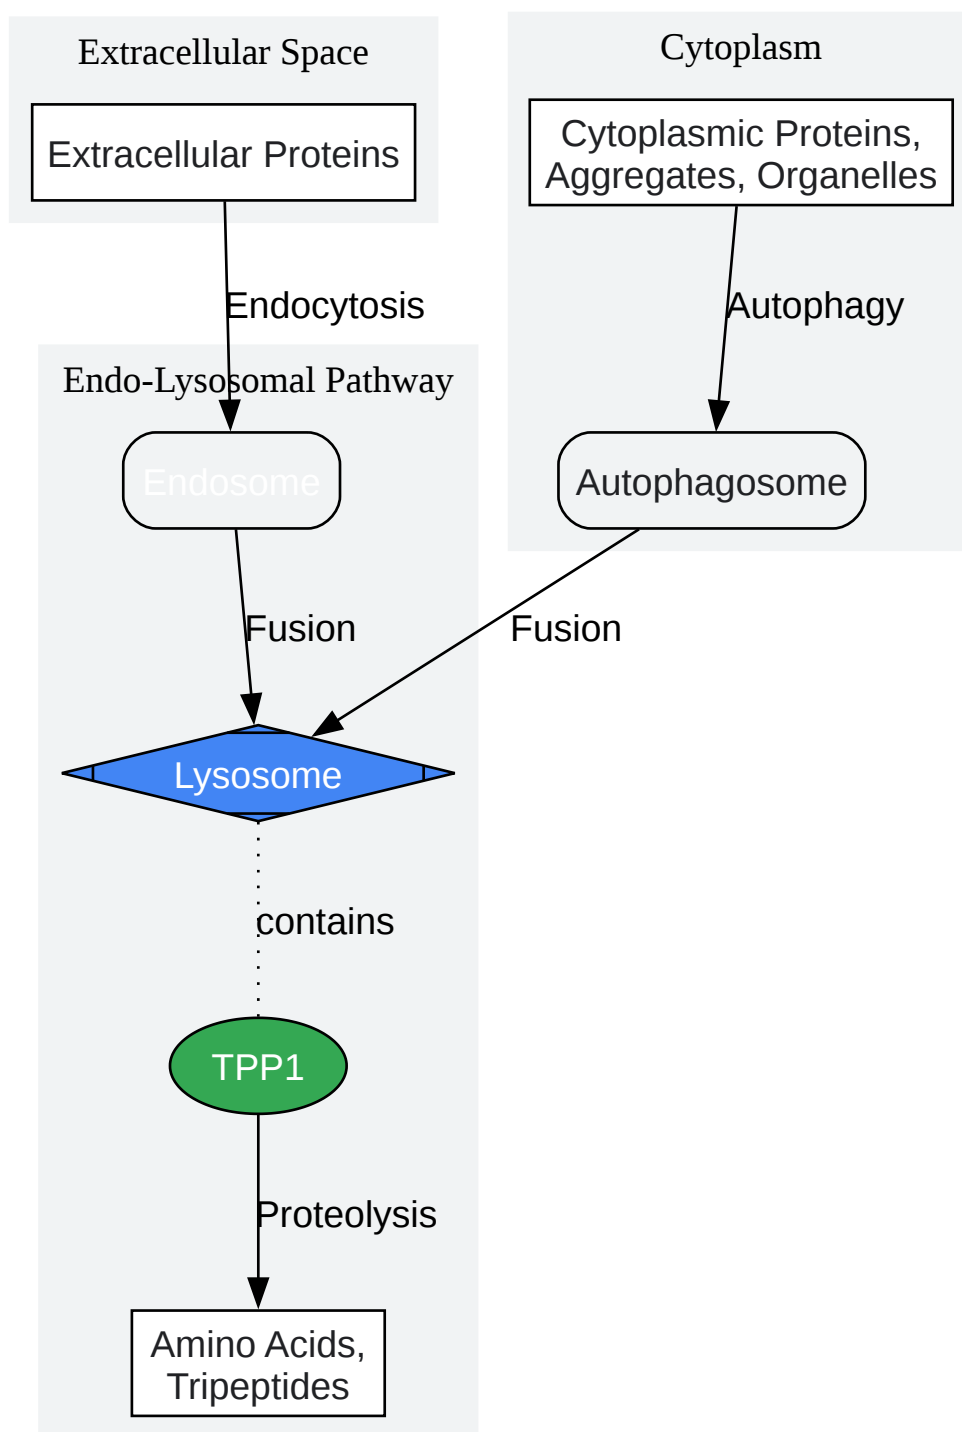 Extracellular Space
Cytoplasm
Extracellular Proteins
Cytoplasmic Proteins,
Aggregates, Organelles
Endocytosis
Autophagy
Endo-Lysosomal Pathway
Endosome
Autophagosome
Fusion
Fusion
Lysosome
contains
TPP1
Proteolysis
Amino Acids,
Tripeptides